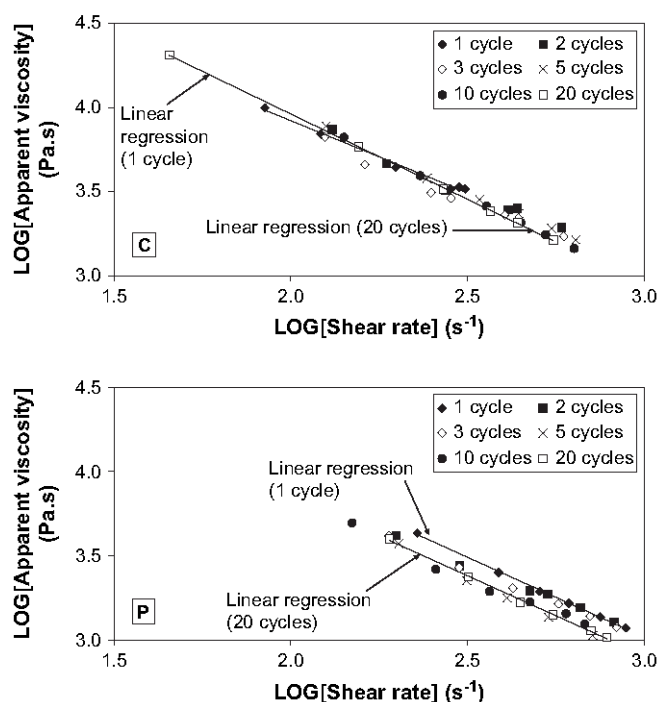 4.5
4.0
3.5
3.0
LOG[Apparent viscosity]
(Pa.s)
1 cycle
2 cycles
3 cycles
5 cycles
10 cycles
20 cycles
Linear
regression
(1 cycle)
Linear regression (20 cycles)
C
1.5 2.0 2.5 3.0
LOG[Shear rate] (s-1)
4.5
4.0
3.5
3.0
LOG[Apparent viscosity]
(Pa.s)
1 cycle
2 cycles
3 cycles
5 cycles
10 cycles
20 cycles
Linear regression
(1 cycle)
Linear regression
(20 cycles)
P
1.5 2.0 2.5 3.0
LOG[Shear rate] (s-1)